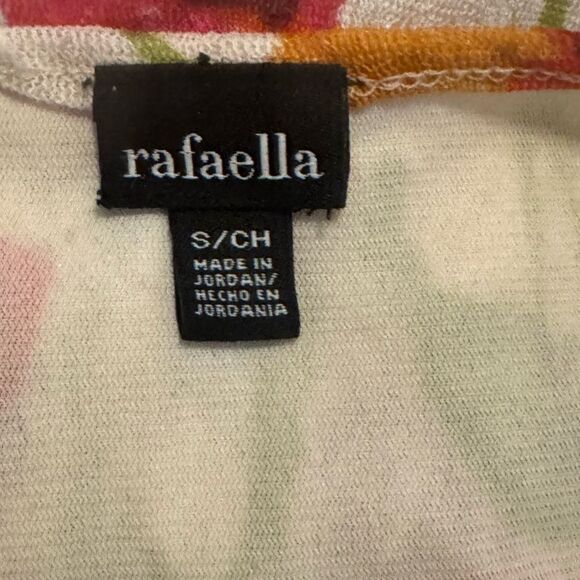 rafaella
S/CH
MADE IN
JORDAN/
HECHO EN
JORDANIA